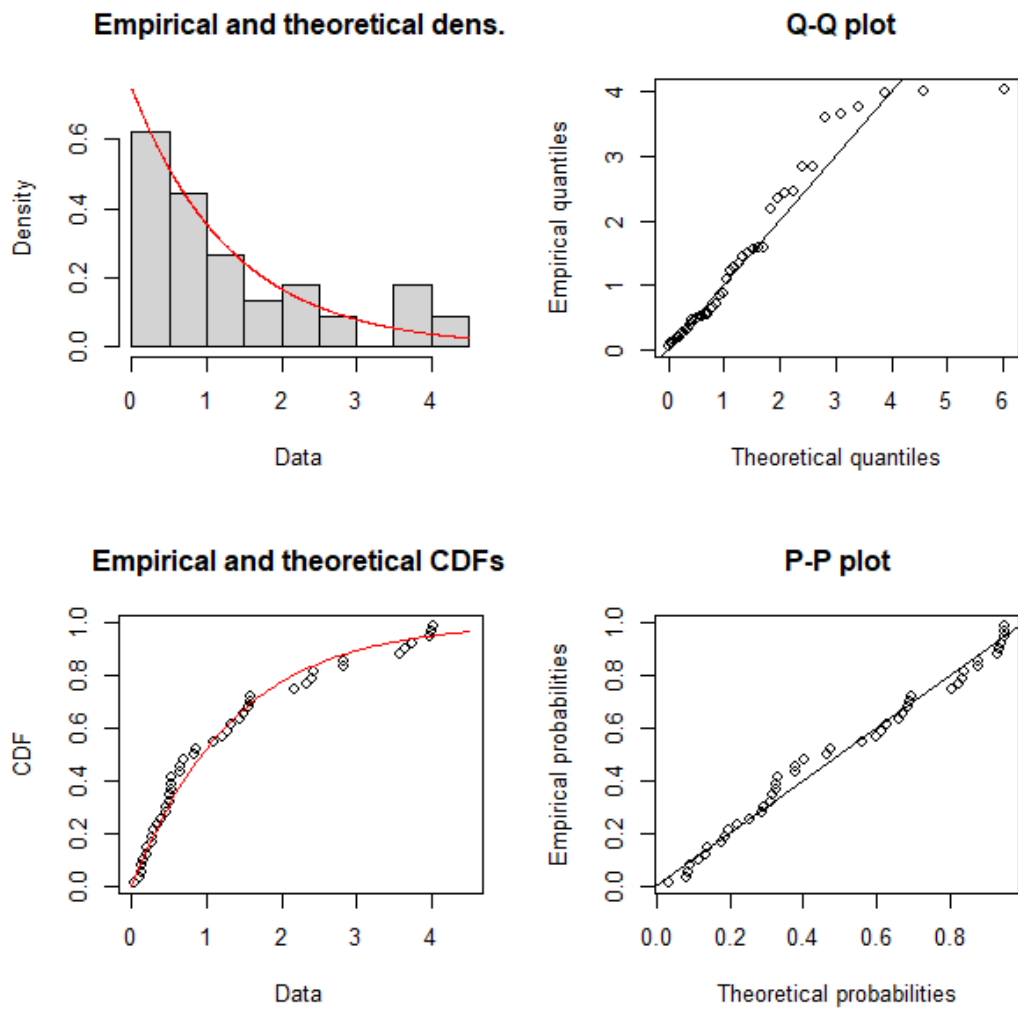 Empirical and theoretical dens.
Density
0.0 0.2 0.4 0.6
0 1 2 3 4
Data
Q-Q plot
Empirical quantiles
0 1 2 3 4
0 1 2 3 4 5 6
Theoretical quantiles
Empirical and theoretical CDFs
CDF
0.0 0.2 0.4 0.6 0.8 1.0
0 1 2 3 4
Data
P-P plot
Empirical probabilities
0.0 0.2 0.4 0.6 0.8 1.0
0.0 0.2 0.4 0.6 0.8
Theoretical probabilities